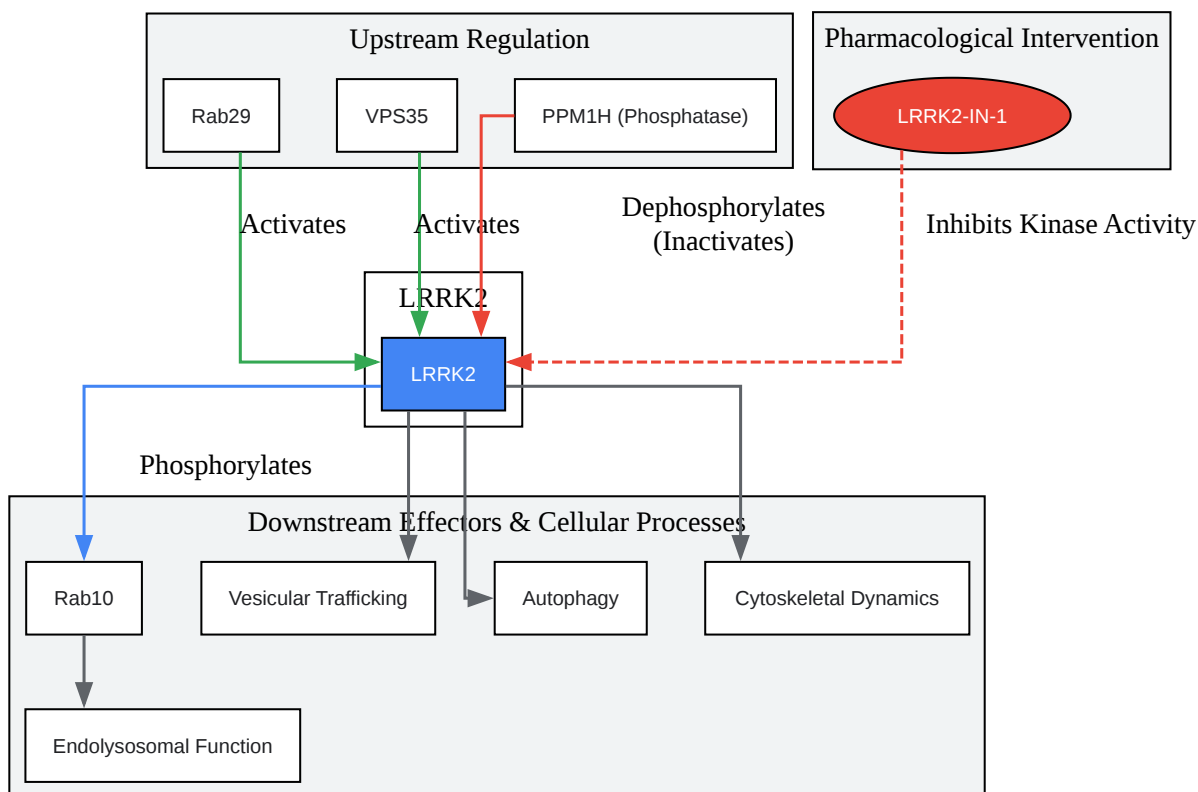 Upstream Regulation
Pharmacological Intervention
Rab29
VPS35
PPM1H (Phosphatase)
LRRK2-IN-1
Activates
Activates
Dephosphorylates
(Inactivates)
Inhibits Kinase Activity
LRRK2
LRRK2
Phosphorylates
Downstream Effectors & Cellular Processes
Rab10
Vesicular Trafficking
Autophagy
Cytoskeletal Dynamics
Endolysosomal Function